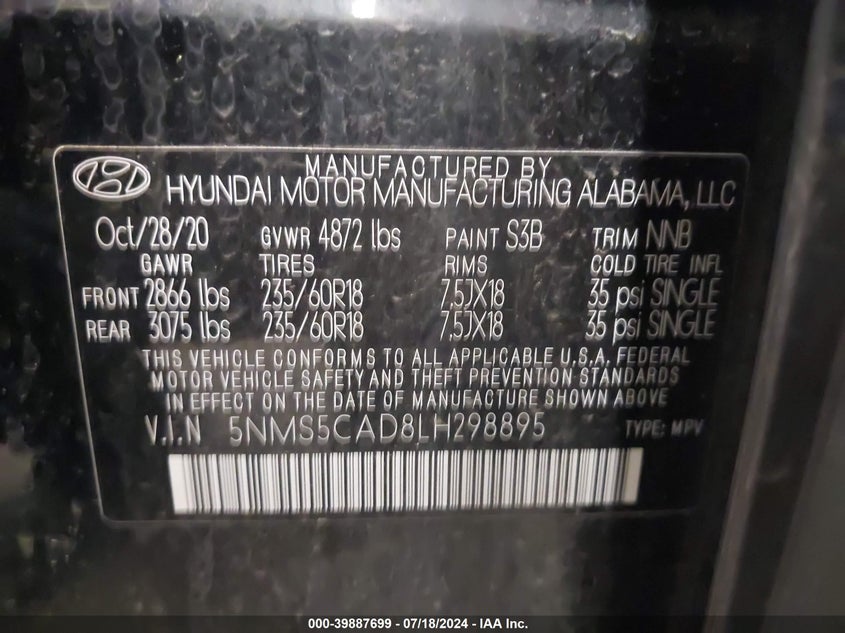 MANUFACTURED BY
HYUNDAI MOTOR MANUFACTURING ALABAMA, LLC
Oct/28/20 GVWR 4872 lbs PAINT S3B TRIM NNB
GAWR TIRES RIMS COLD TIRE INFL
FRONT 2866 lbs 235/60R18 7.5JX18 35 psi SINGLE
REAR 3075 lbs 235/60R18 7.5JX18 35 psi SINGLE
THIS VEHICLE CONFORMS TO ALL APPLICABLE U.S.A. FEDERAL
MOTOR VEHICLE SAFETY AND THEFT PREVENTION STANDARDS
IN EFFECT ON THE DATE OF MANUFACTURE SHOWN ABOVE
V.I.N 5NMS5CAD8LH298895 TYPE: MPV
000-39887699 - 07/18/2024 - IAA Inc.